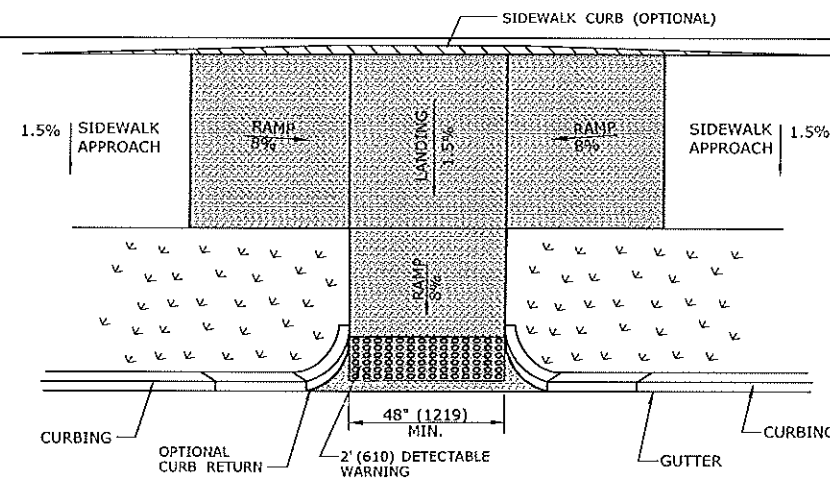 SIDEWALK CURB (OPTIONAL)
1.5%
SIDEWALK
APPROACH
RAMP
8%
LANDING
1.5%
RAMP
8%
SIDEWALK
APPROACH
1.5%
RAMP
8%
48" (1219)
MIN.
CURBING
OPTIONAL
CURB RETURN
2' (610) DETECTABLE
WARNING
GUTTER
CURBING